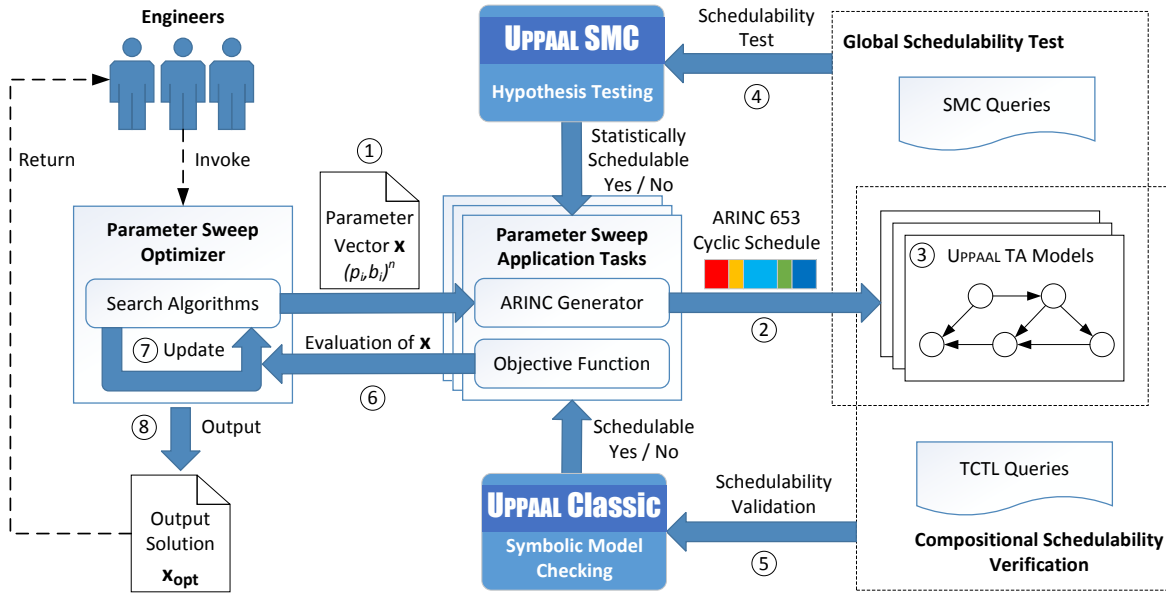 Engineers
Return
Invoke
①
Parameter
Vector x
(pᵢ,bᵢ)ⁿ
Parameter Sweep
Optimizer
Search Algorithms
⑦ Update
Evaluation of x
⑥
⑧
Output
Output
Solution
x_opt
UPPAAL SMC
Hypothesis Testing
Statistically
Schedulable
Yes / No
Parameter Sweep
Application Tasks
ARINC Generator
Objective Function
Schedulable
Yes / No
UPPAAL Classic
Symbolic Model
Checking
Schedulability
Test
④
ARINC 653
Cyclic Schedule
②
Schedulability
Validation
⑤
Global Schedulability Test
SMC Queries
③ UPPAAL TA Models
TCTL Queries
Compositional Schedulability
Verification